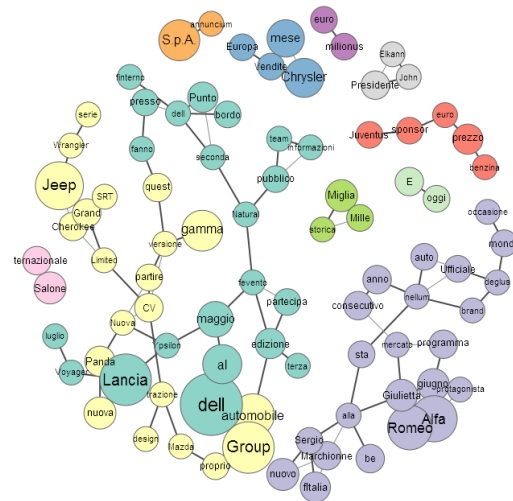 S.p.A.
annuncium
Europa
mese
Vendite
Chrysler
euro
milionus
Elkann
John
Presidente
finterno
presso
Punto
dell
bordo
fanno
seconda
team
informazioni
pubblico
Juventus
sponsor
euro
prezzo
benzina
serie
Wrangler
Jeep
SRT
Grand
Cherokee
Limited
quest
versione
gamma
Natural
Miglia
Mille
storica
E
oggi
ternazionale
Salone
partire
CV
fevento
partecipa
occasione
mond
deglus
auto
Ufficiale
anno
nellum
brand
consecutivo
luglio
Voyager
Nuova
Ypsilon
maggio
edizione
terza
Panda
Lancia
al
nuova
trazione
dell
automobile
Group
design
Mazda
proprio
sta
mercato
programma
giugno
protagonista
Giulietta
Alfa
Romeo
alla
Sergio
Marchionne
be
nuovo
fItalia